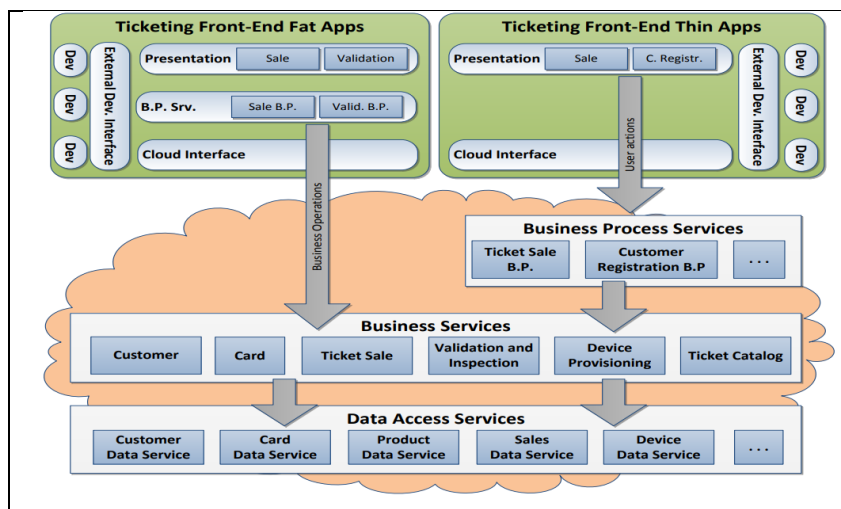 Ticketing Front-End Fat Apps
Dev
Dev
Dev
External Dev. Interface
Presentation
Sale
Validation
B.P. Srv.
Sale B.P.
Valid. B.P.
Cloud Interface
Ticketing Front-End Thin Apps
Presentation
Sale
C. Registr.
Cloud Interface
External Dev. Interface
Dev
Dev
Dev
Business Operations
User actions
Business Process Services
Ticket Sale
B.P.
Customer
Registration B.P
. . .
Business Services
Customer
Card
Ticket Sale
Validation and
Inspection
Device
Provisioning
Ticket Catalog
Data Access Services
Customer
Data Service
Card
Data Service
Product
Data Service
Sales
Data Service
Device
Data Service
. . .